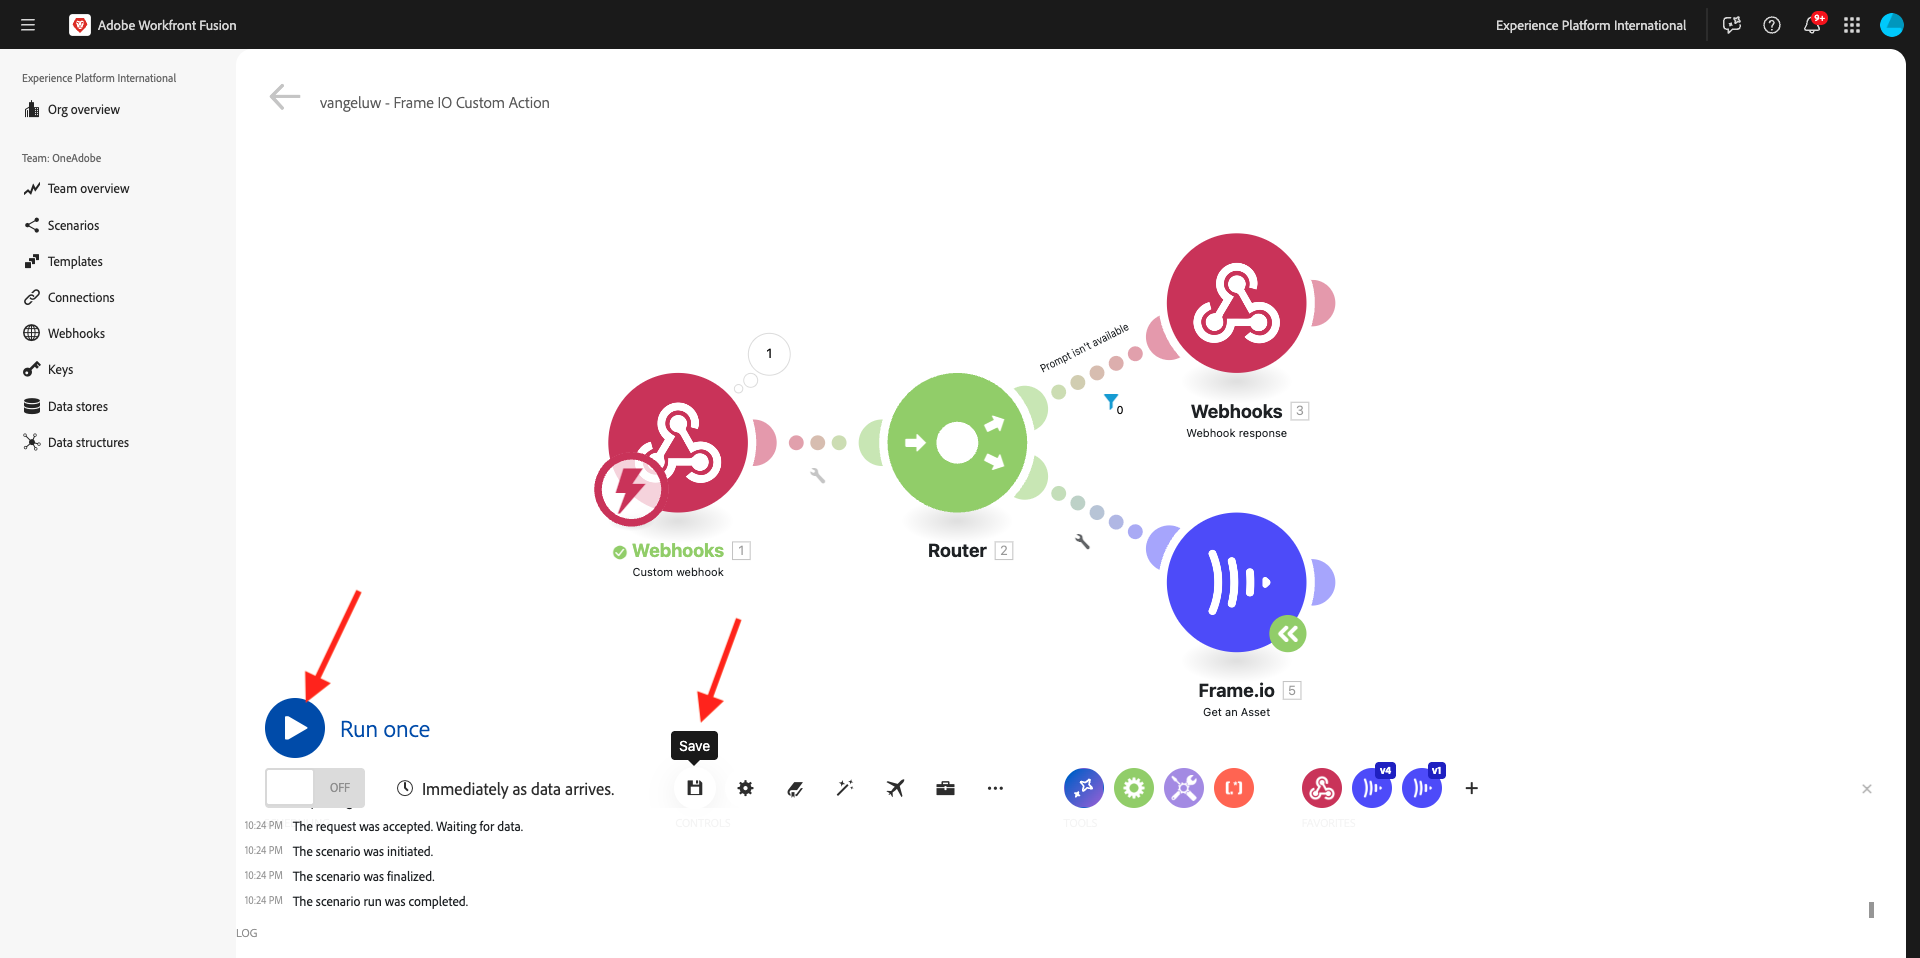 Adobe Workfront Fusion
Experience Platform International
9+
Experience Platform International
Org overview
Team: OneAdobe
Team overview
Scenarios
Templates
Connections
Webhooks
Keys
Data stores
Data structures
vangeluw - Frame IO Custom Action
1
Prompt isn't available
0
Webhooks 3
Webhook response
Webhooks 1
Custom webhook
Router 2
Frame.io 5
Get an Asset
Run once
Save
OFF
Immediately as data arrives.
v4
v1
CONTROLS
TOOLS
FAVORITES
10:24 PM The request was accepted. Waiting for data.
10:24 PM The scenario was initiated.
10:24 PM The scenario was finalized.
10:24 PM The scenario run was completed.
LOG